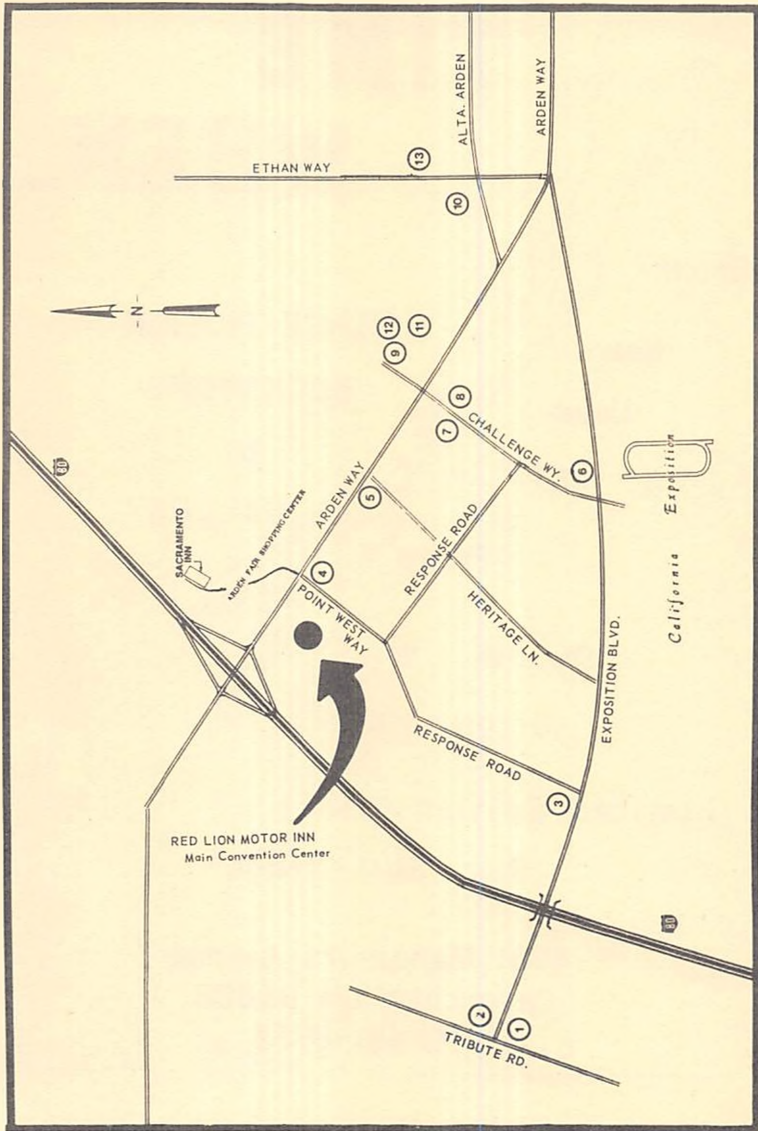 ETHAN WAY
ALTA. ARDEN
ARDEN WAY
13
10
- N -
12
11
9
80
8
7
CHALLENGE WY.
SACRAMENTO
INN
ARDEN FAIR SHOPPING CENTER
ARDEN WAY
5
6
4
POINT WEST
WAY
RESPONSE ROAD
HERITAGE LN.
California Exposition
EXPOSITION BLVD.
RESPONSE ROAD
3
RED LION MOTOR INN
Main Convention Center
80
2
1
TRIBUTE RD.